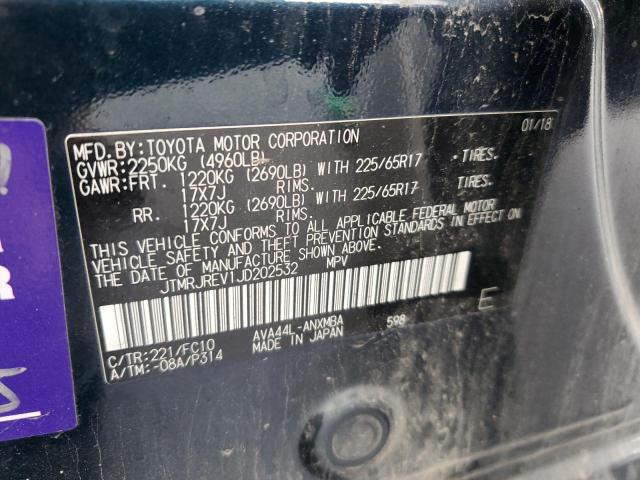 MFD. BY: TOYOTA MOTOR CORPORATION 01/18
GVWR: 2250KG (4960LB)
GAWR: FRT. 1220KG (2690LB) WITH 225/65R17 TIRES.
17X7J RIMS.
RR. 1220KG (2690LB) WITH 225/65R17 TIRES.
17X7J RIMS.
THIS VEHICLE CONFORMS TO ALL APPLICABLE FEDERAL MOTOR
VEHICLE SAFETY AND THEFT PREVENTION STANDARDS IN EFFECT ON
THE DATE OF MANUFACTURE SHOWN ABOVE.
JTMRJREV1JD202532 MPV
E
C/TR: 221/FC10 AVA44L-ANXMBA 598
A/TM: -08A/P314 MADE IN JAPAN